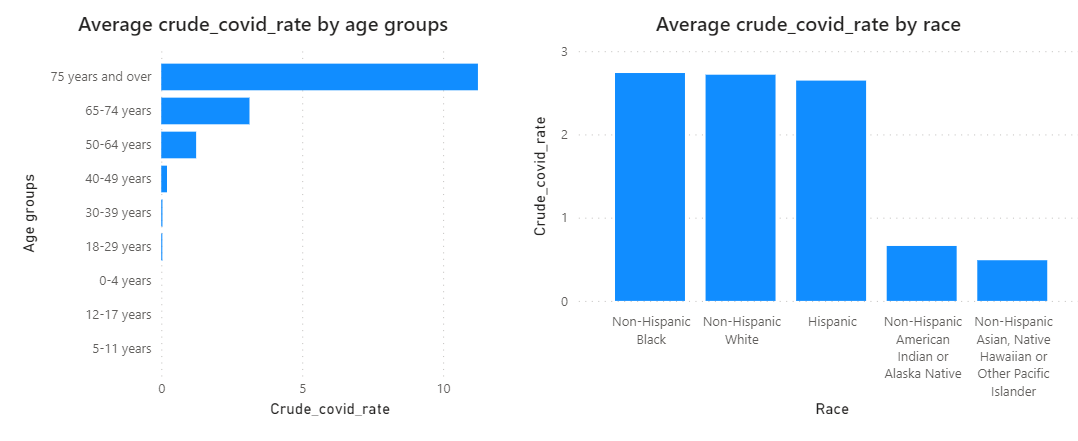 Average crude_covid_rate by age groups
Age groups
75 years and over
65-74 years
50-64 years
40-49 years
30-39 years
18-29 years
0-4 years
12-17 years
5-11 years
0
5
10
Crude_covid_rate
Average crude_covid_rate by race
Crude_covid_rate
3
2
1
0
Non-Hispanic
Black
Non-Hispanic
White
Hispanic
Non-Hispanic
American
Indian or
Alaska Native
Non-Hispanic
Asian, Native
Hawaiian or
Other Pacific
Islander
Race